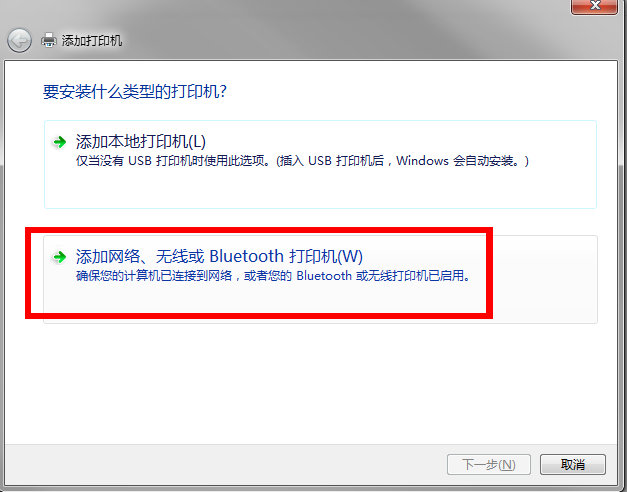 添加打印机
要安装什么类型的打印机?
添加本地打印机(L)
仅当没有 USB 打印机时使用此选项。(插入 USB 打印机后，Windows 会自动安装。)
添加网络、无线或 Bluetooth 打印机(W)
确保您的计算机已连接到网络，或者您的 Bluetooth 或无线打印机已启用。
下一步(N) 取消